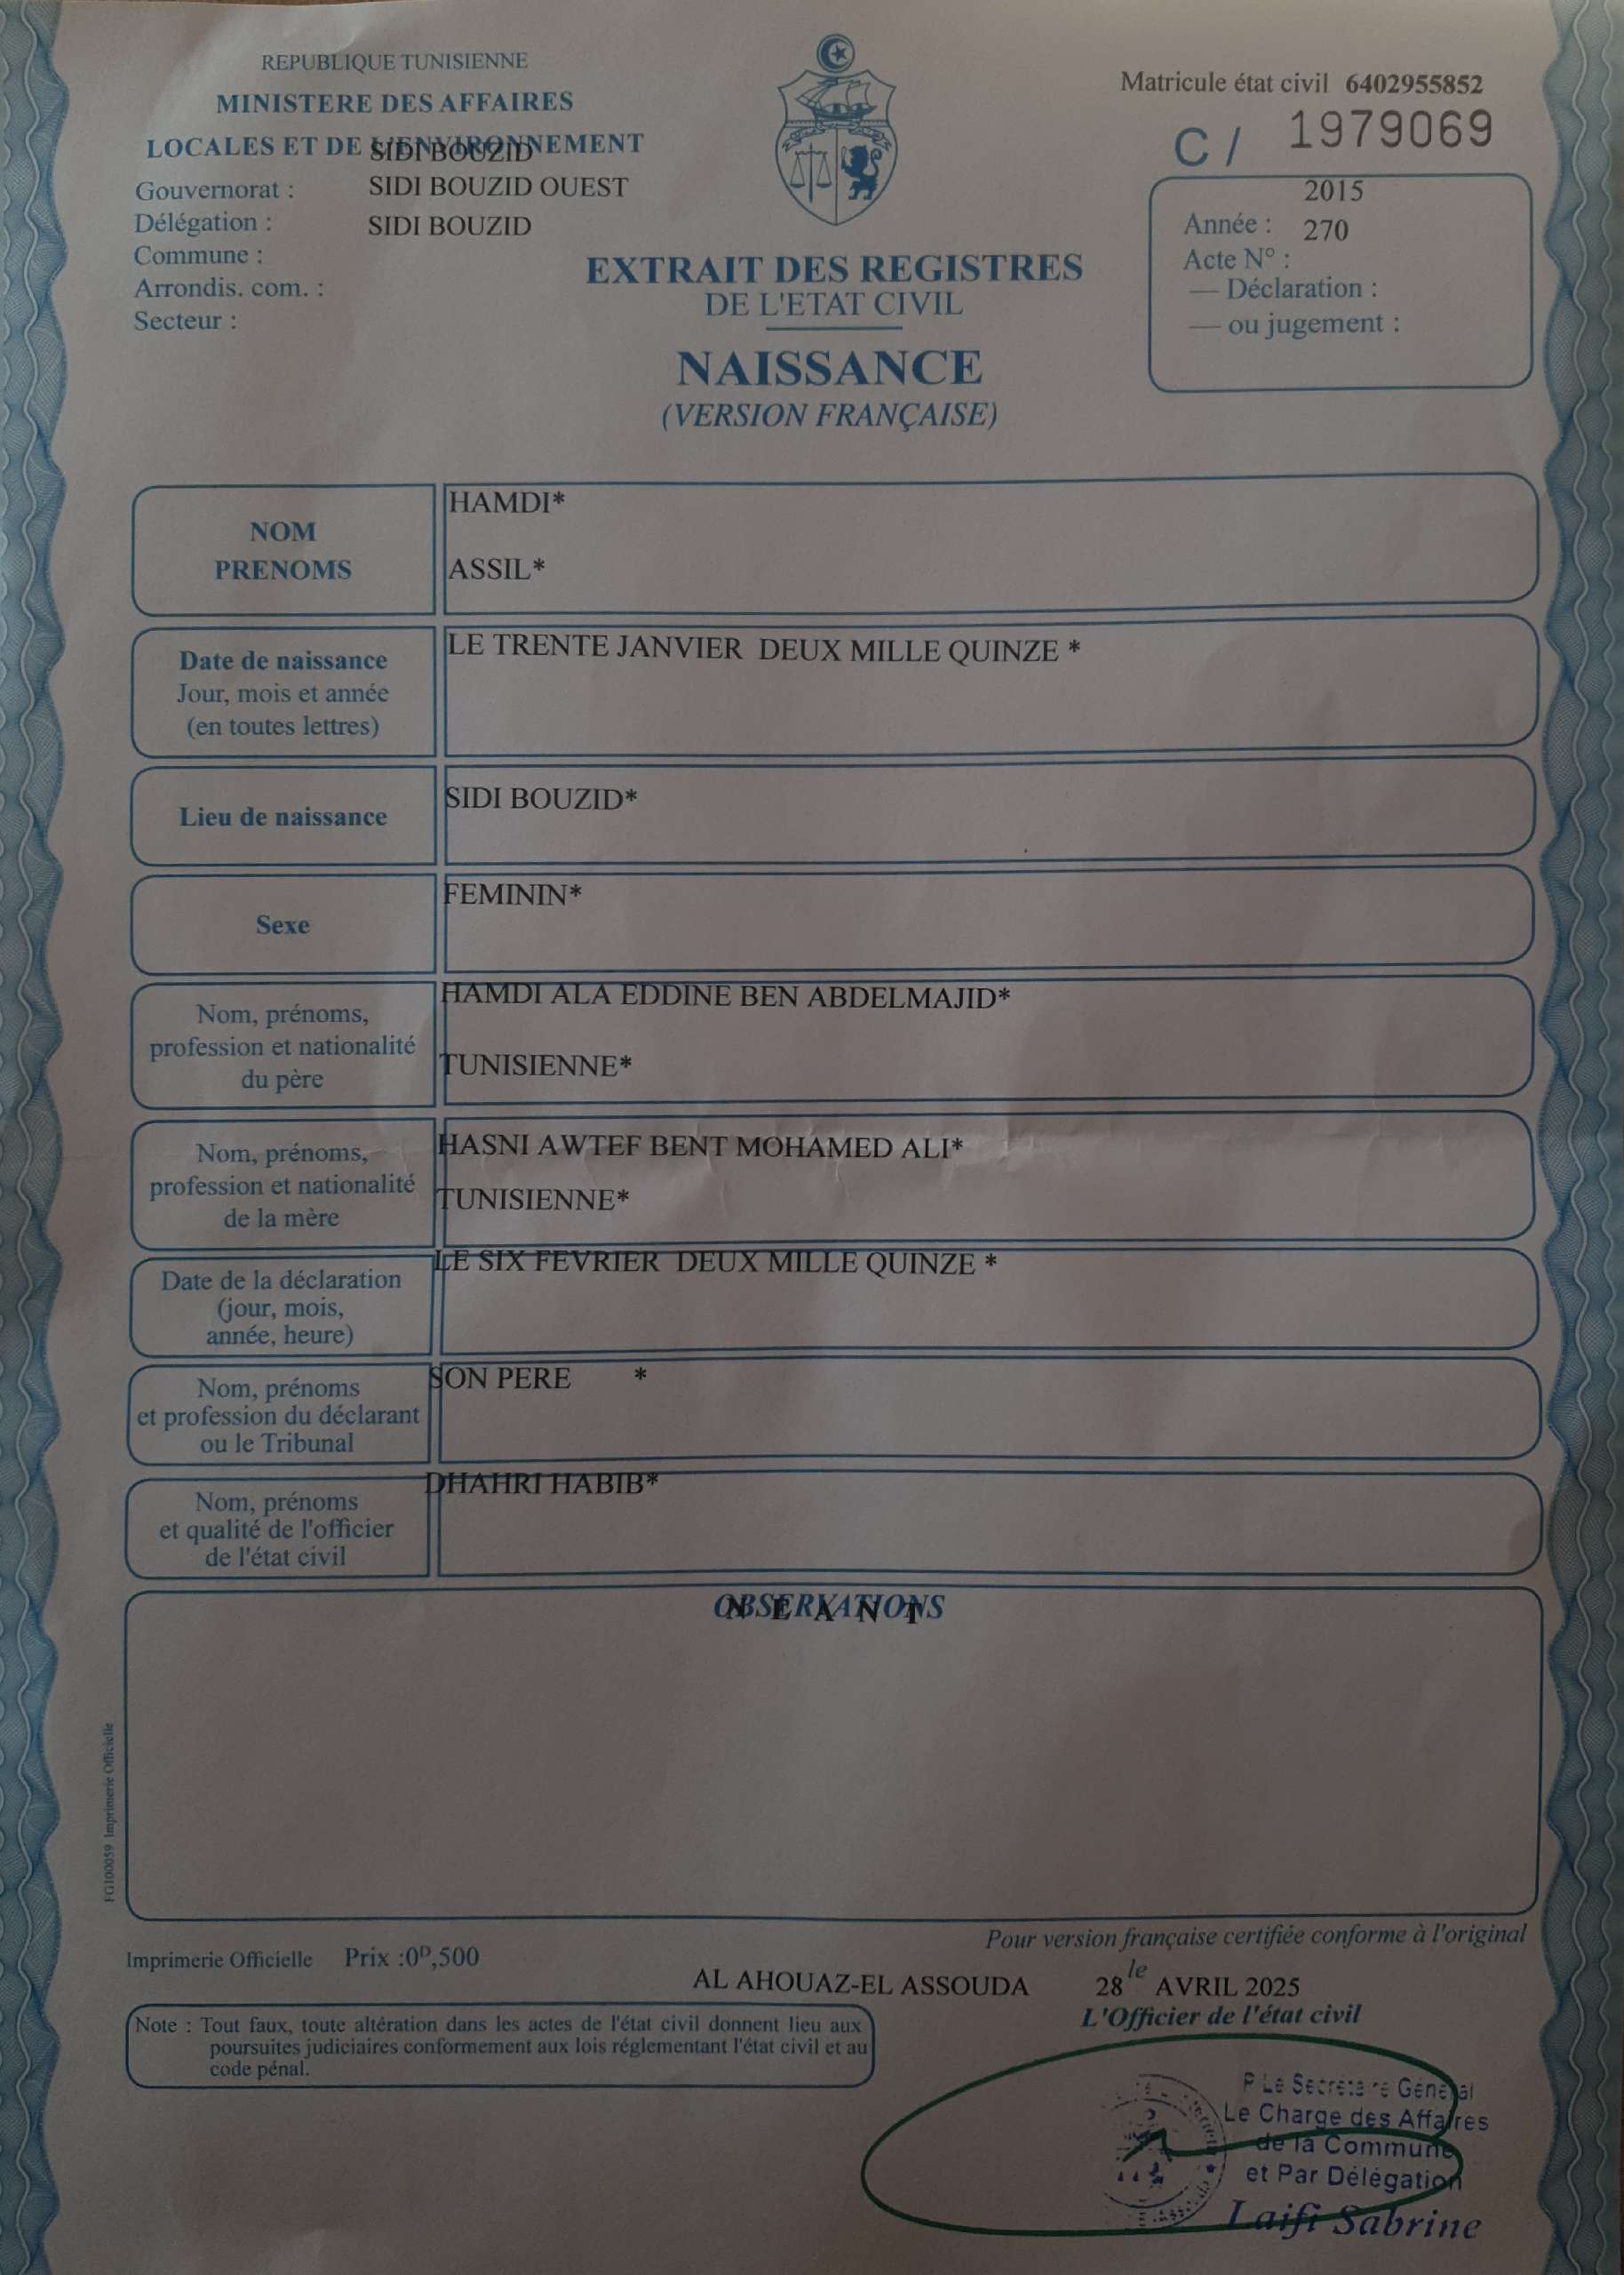 REPUBLIQUE TUNISIENNE
MINISTERE DES AFFAIRES
LOCALES ET DE L'ENVIRONNEMENT
SIDI BOUZID
Gouvernorat : SIDI BOUZID OUEST
Délégation : SIDI BOUZID
Commune :
Arrondis. com. :
Secteur :
Matricule état civil 6402955852
C/ 1979069
2015
Année : 270
Acte N° :
— Déclaration :
— ou jugement :
EXTRAIT DES REGISTRES
DE L'ETAT CIVIL
NAISSANCE
(VERSION FRANÇAISE)
NOM
PRENOMS
HAMDI*
ASSIL*
Date de naissance
Jour, mois et année
(en toutes lettres)
LE TRENTE JANVIER DEUX MILLE QUINZE *
Lieu de naissance
SIDI BOUZID*
Sexe
FEMININ*
Nom, prénoms,
profession et nationalité
du père
HAMDI ALA EDDINE BEN ABDELMAJID*
TUNISIENNE*
Nom, prénoms,
profession et nationalité
de la mère
HASNI AWTEF BENT MOHAMED ALI*
TUNISIENNE*
Date de la déclaration
(jour, mois,
année, heure)
LE SIX FEVRIER DEUX MILLE QUINZE *
Nom, prénoms
et profession du déclarant
ou le Tribunal
SON PERE *
Nom, prénoms
et qualité de l'officier
de l'état civil
DHAHRI HABIB*
OBSERVATIONS
N E A N T
FG100059 Imprimerie Officielle
Pour version française certifiée conforme à l'original
Imprimerie Officielle Prix :0ᴰ,500
AL AHOUAZ-EL ASSOUDA 28 le AVRIL 2025
L'Officier de l'état civil
Note : Tout faux, toute altération dans les actes de l'état civil donnent lieu aux
poursuites judiciaires conformement aux lois réglementant l'état civil et au
code pénal.
P Le Secrétaire Général
Le Charge des Affaires
de la Commune
et Par Délégation
Laifi Sabrine